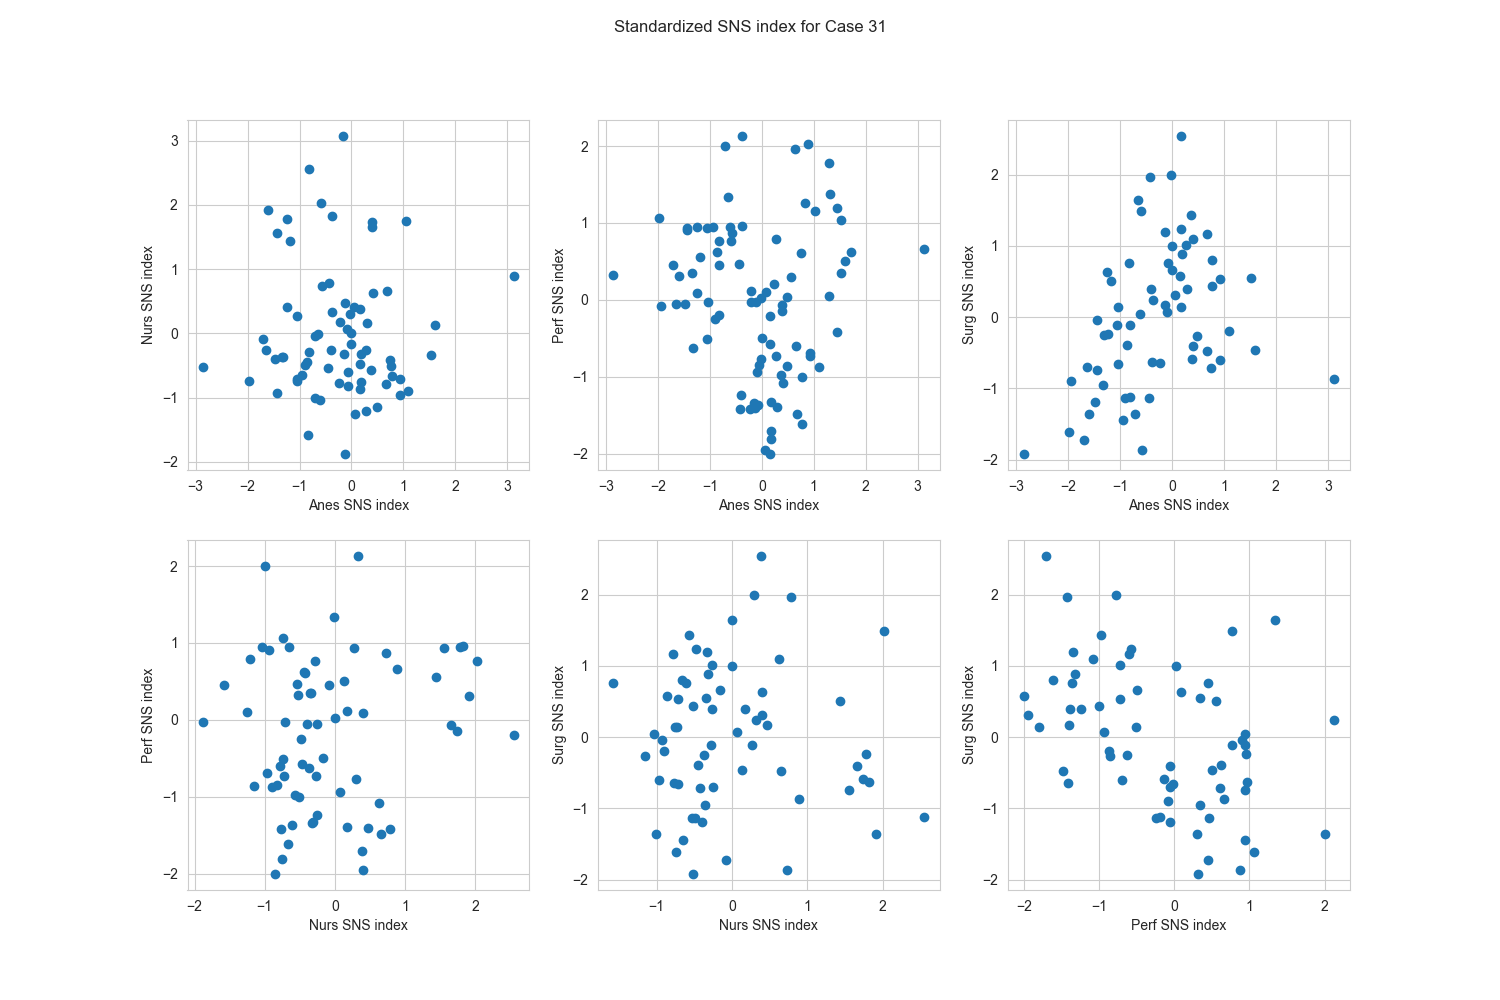 Standardized SNS index for Case 31
Nurs SNS index
3
2
1
0
−1
−2
−3 −2 −1 0 1 2 3
Anes SNS index
Perf SNS index
2
1
0
−1
−2
−3 −2 −1 0 1 2 3
Anes SNS index
Surg SNS index
2
1
0
−1
−2
−3 −2 −1 0 1 2 3
Anes SNS index
Perf SNS index
2
1
0
−1
−2
−2 −1 0 1 2
Nurs SNS index
Surg SNS index
2
1
0
−1
−2
−1 0 1 2
Nurs SNS index
Surg SNS index
2
1
0
−1
−2
−2 −1 0 1 2
Perf SNS index